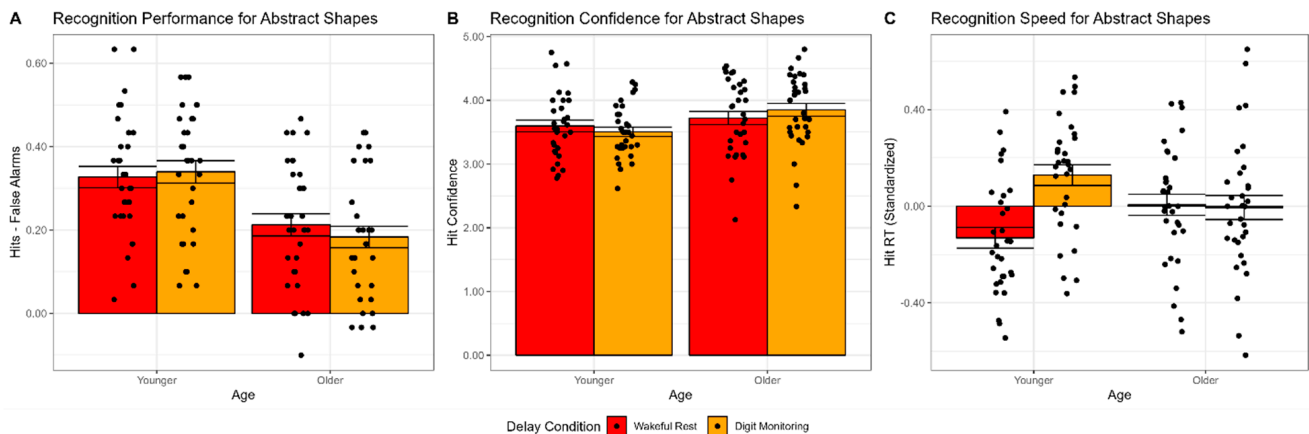 A Recognition Performance for Abstract Shapes
Hits - False Alarms
0.60
0.40
0.20
0.00
Younger Older
Age
B Recognition Confidence for Abstract Shapes
Hit Confidence
5.00
4.00
3.00
2.00
1.00
0.00
Younger Older
Age
C Recognition Speed for Abstract Shapes
Hit RT (Standardized)
0.40
0.00
-0.40
Younger Older
Age
Delay Condition Wakeful Rest Digit Monitoring